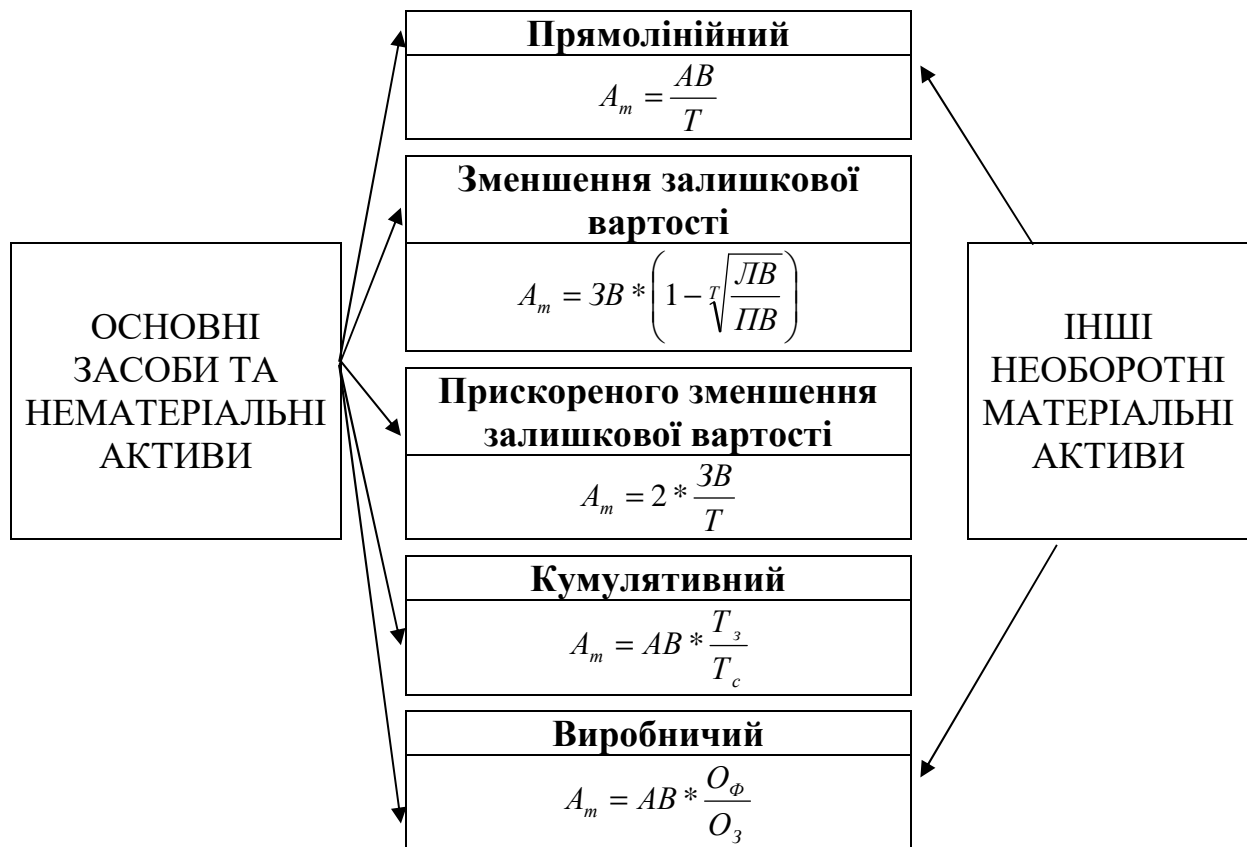 Прямолінійний
A_m = АВ / T
Зменшення залишкової
вартості
A_m = ЗВ * (1 − ᵀ√(ЛВ / ПВ))
Прискореного зменшення
залишкової вартості
A_m = 2 * ЗВ / T
Кумулятивний
A_m = АВ * T_з / T_с
Виробничий
A_m = АВ * О_Ф / О_З
ОСНОВНІ
ЗАСОБИ ТА
НЕМАТЕРІАЛЬНІ
АКТИВИ
ІНШІ
НЕОБОРОТНІ
МАТЕРІАЛЬНІ
АКТИВИ